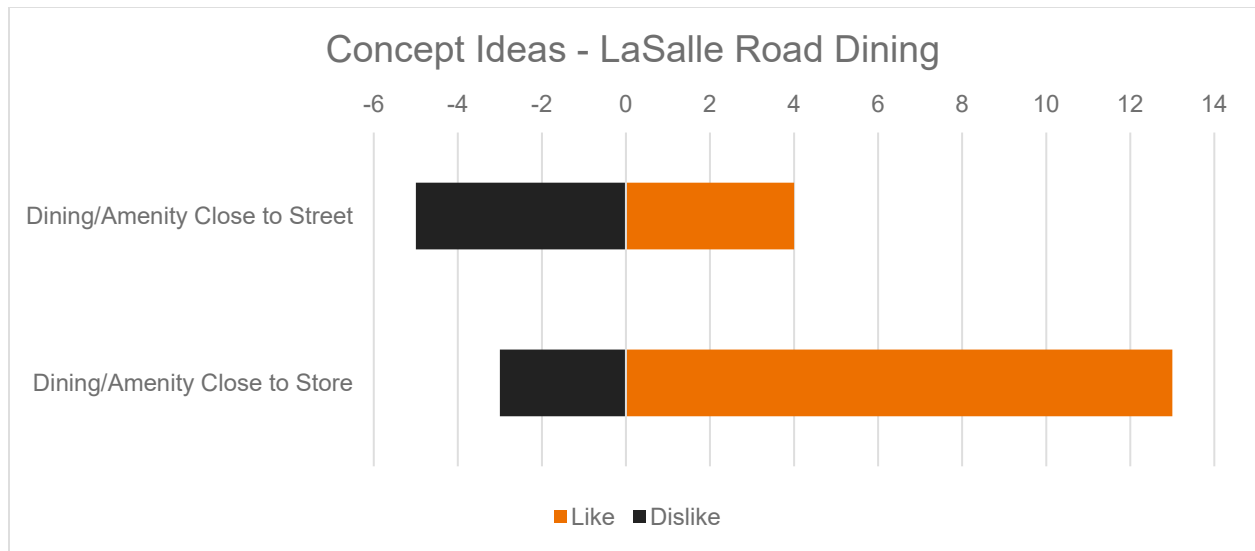 Concept Ideas - LaSalle Road Dining
-6 -4 -2 0 2 4 6 8 10 12 14
Dining/Amenity Close to Street
Dining/Amenity Close to Store
Like Dislike